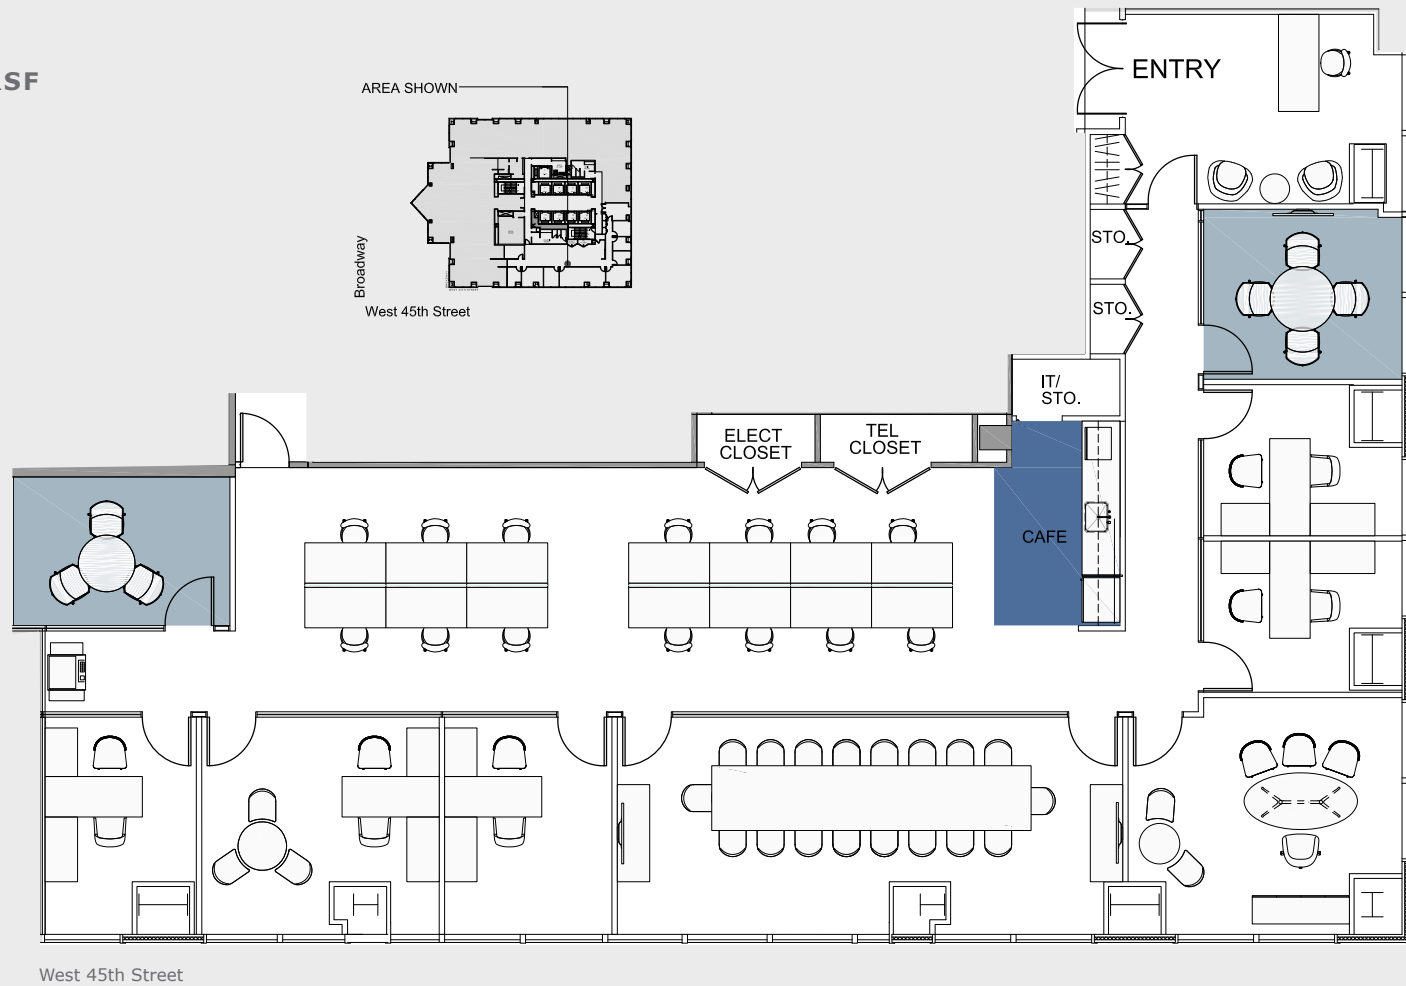 SF
AREA SHOWN
Broadway
West 45th Street
ENTRY
STO.
STO.
IT/
STO.
ELECT
CLOSET
TEL
CLOSET
CAFE
West 45th Street